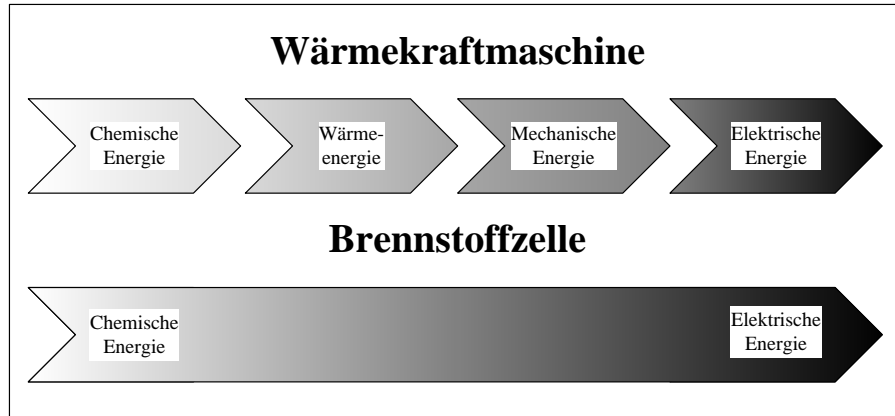 Wärmekraftmaschine
Chemische
Energie
Wärme-
energie
Mechanische
Energie
Elektrische
Energie
Brennstoffzelle
Chemische
Energie
Elektrische
Energie